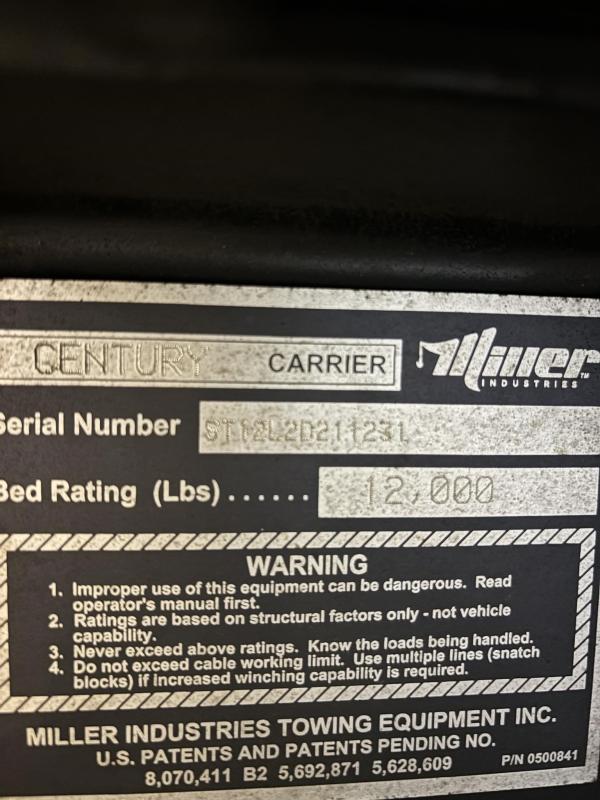 CENTURY CARRIER Miller™
INDUSTRIES
Serial Number
Bed Rating (Lbs)...... 12,000
WARNING
1. Improper use of this equipment can be dangerous. Read
operator's manual first.
2. Ratings are based on structural factors only - not vehicle
capability.
3. Never exceed above ratings. Know the loads being handled.
4. Do not exceed cable working limit. Use multiple lines (snatch
blocks) if increased winching capability is required.
MILLER INDUSTRIES TOWING EQUIPMENT INC.
U.S. PATENTS AND PATENTS PENDING NO.
8,070,411 B2 5,692,871 5,628,609 P/N 0500841